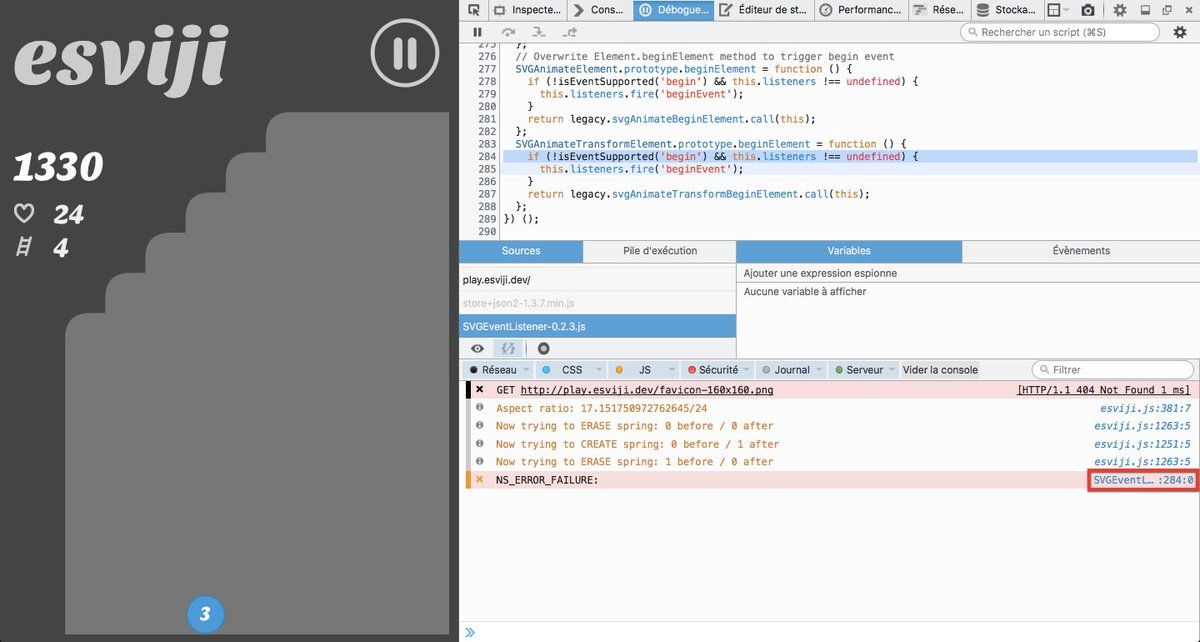 esviji
1330
24
4
3
Inspecte... Cons... Débogue... Éditeur de st... Performanc... Rése... Stocka...
Rechercher un script (⌘S)
275 };
276 // Overwrite Element.beginElement method to trigger begin event
277 SVGAnimateElement.prototype.beginElement = function () {
278 if (!isEventSupported('begin') && this.listeners !== undefined) {
279 this.listeners.fire('beginEvent');
280 }
281 return legacy.svgAnimateBeginElement.call(this);
282 };
283 SVGAnimateTransformElement.prototype.beginElement = function () {
284 if (!isEventSupported('begin') && this.listeners !== undefined) {
285 this.listeners.fire('beginEvent');
286 }
287 return legacy.svgAnimateTransformBeginElement.call(this);
288 };
289 }) ();
290
Sources Pile d'exécution Variables Évènements
play.esviji.dev/
store+json2-1.3.7.min.js
SVGEventListener-0.2.3.js
Ajouter une expression espionne
Aucune variable à afficher
Réseau CSS JS Sécurité Journal Serveur Vider la console Filtrer
GET http://play.esviji.dev/favicon-160x160.png [HTTP/1.1 404 Not Found 1 ms]
Aspect ratio: 17.151750972762645/24 esviji.js:381:7
Now trying to ERASE spring: 0 before / 0 after esviji.js:1263:5
Now trying to CREATE spring: 0 before / 1 after esviji.js:1251:5
Now trying to ERASE spring: 1 before / 0 after esviji.js:1263:5
NS_ERROR_FAILURE: SVGEventL… :284:0